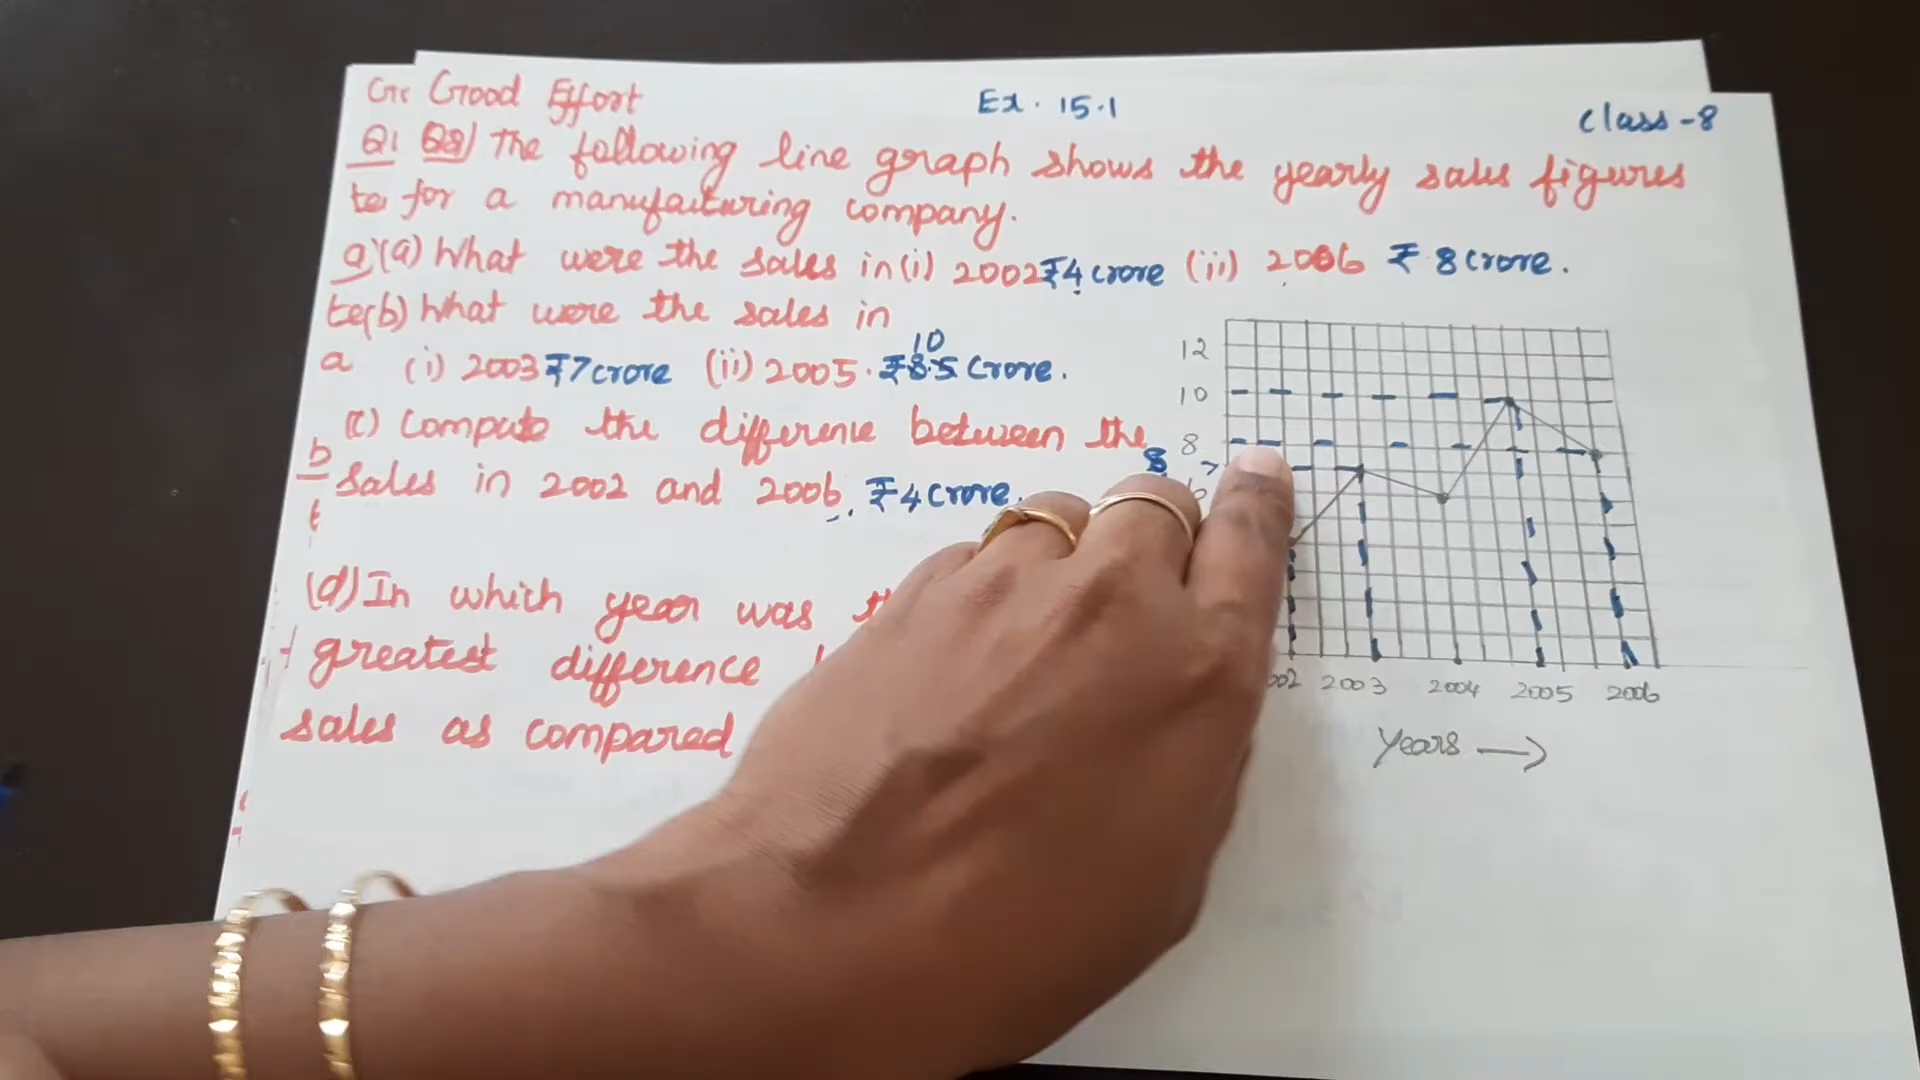 Good Effort
Ex. 15.1
Class-8
Q1 Q3) The following line graph shows the yearly sales figures
for a manufacturing company.
(a) What were the sales in (i) 2002 ₹4 crore (ii) 2006 ₹ 8 crore.
(b) What were the sales in
10
a (i) 2003 ₹7 crore (ii) 2005. ₹8.5 Crore.
(c) Compute the difference between the
b
sales in 2002 and 2006. ₹4 Crore.
(d) In which year was
greatest difference
sales as compared
12
10
8
8
7
2003 2004 2005 2006
Years